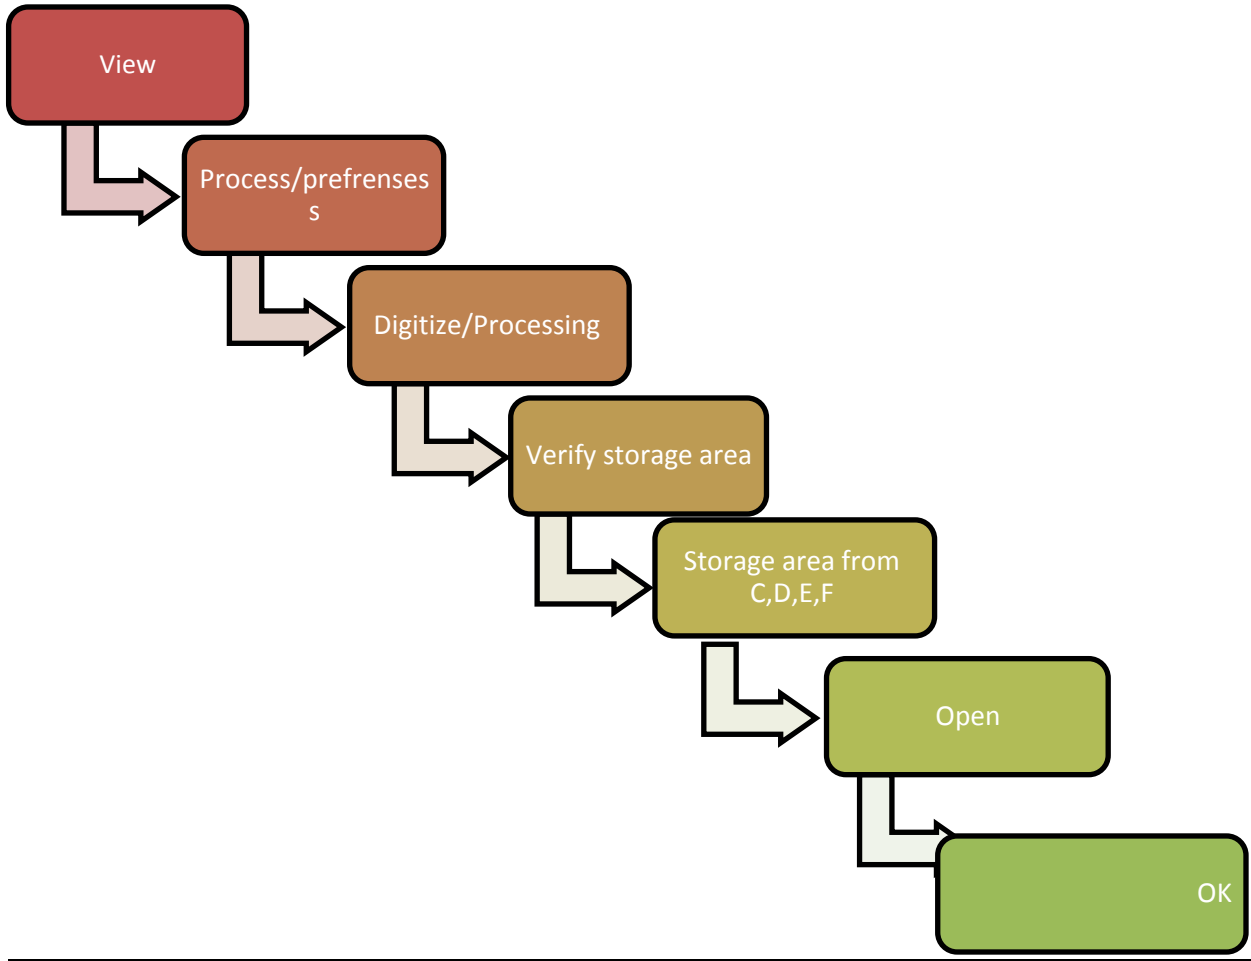 View
Process/prefrenses
s
Digitize/Processing
Verify storage area
Storage area from
C,D,E,F
Open
OK